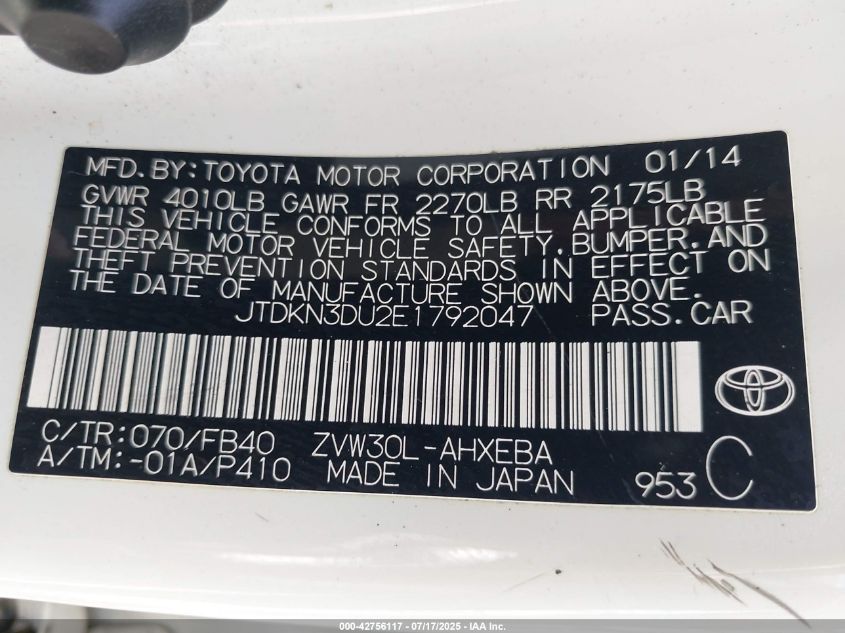 MFD.BY:TOYOTA MOTOR CORPORATION 01/14
GVWR 4010LB GAWR FR 2270LB RR 2175LB
THIS VEHICLE CONFORMS TO ALL APPLICABLE
FEDERAL MOTOR VEHICLE SAFETY,BUMPER,AND
THEFT PREVENTION STANDARDS IN EFFECT ON
THE DATE OF MANUFACTURE SHOWN ABOVE.
JTDKN3DU2E1792047 PASS.CAR
C/TR:070/FB40 ZVW30L-AHXEBA
A/TM:-01A/P410 MADE IN JAPAN 953 C
000-42756117 - 07/17/2025 - IAA Inc.